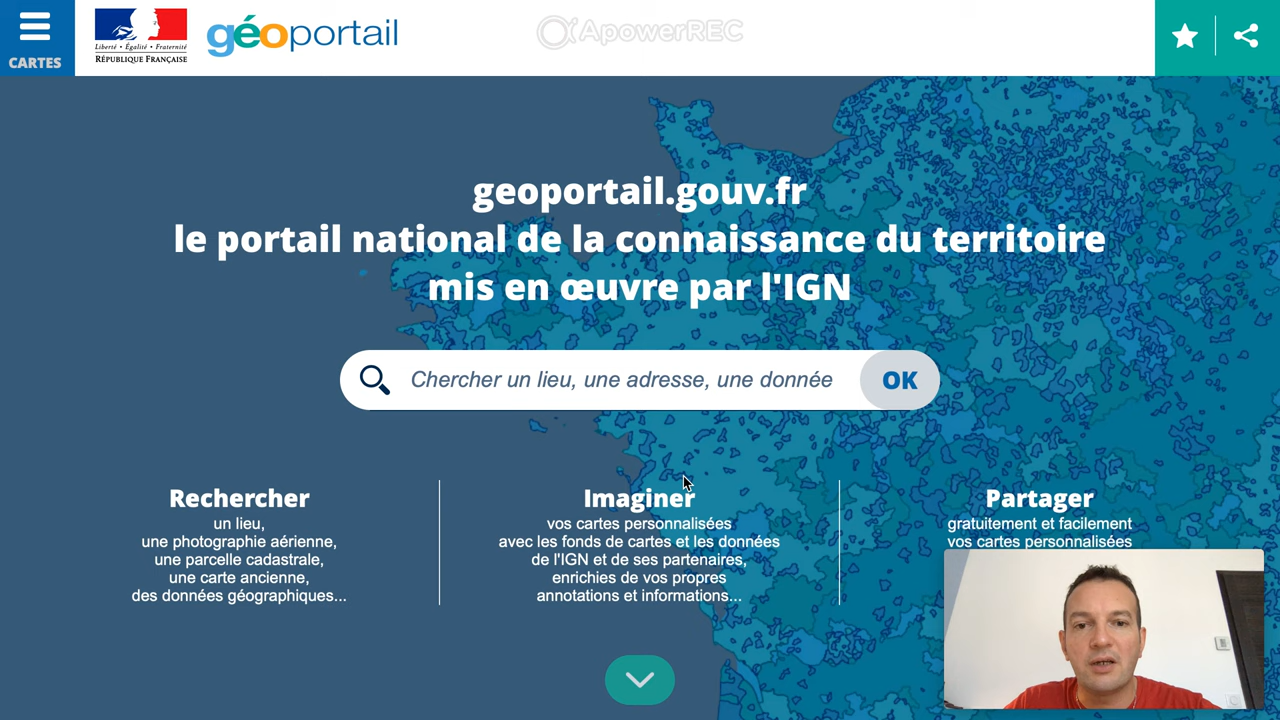 CARTES
Liberté • Égalité • Fraternité
RÉPUBLIQUE FRANÇAISE
géoportail
ApowerREC
geoportail.gouv.fr
le portail national de la connaissance du territoire
mis en œuvre par l'IGN
Chercher un lieu, une adresse, une donnée
OK
Rechercher
un lieu,
une photographie aérienne,
une parcelle cadastrale,
une carte ancienne,
des données géographiques...
Imaginer
vos cartes personnalisées
avec les fonds de cartes et les données
de l'IGN et de ses partenaires,
enrichies de vos propres
annotations et informations...
Partager
gratuitement et facilement
vos cartes personnalisées